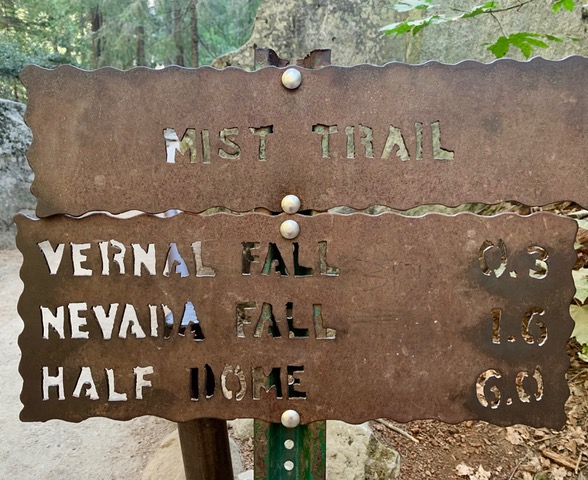 MIST TRAIL
VERNAL FALL 0.3
NEVADA FALL 1.6
HALF DOME 6.0